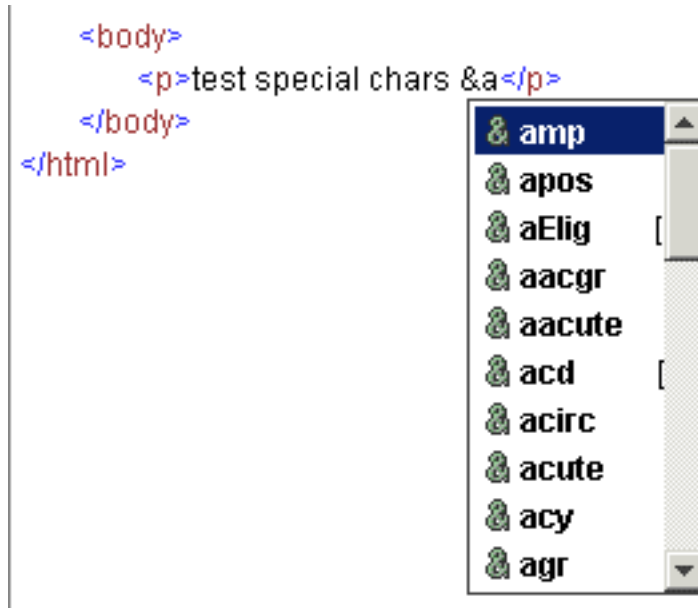 <body>
<p>test special chars &a</p>
</body>
</html>
amp
apos
aElig [
aacgr
aacute
acd [
acirc
acute
acy
agr